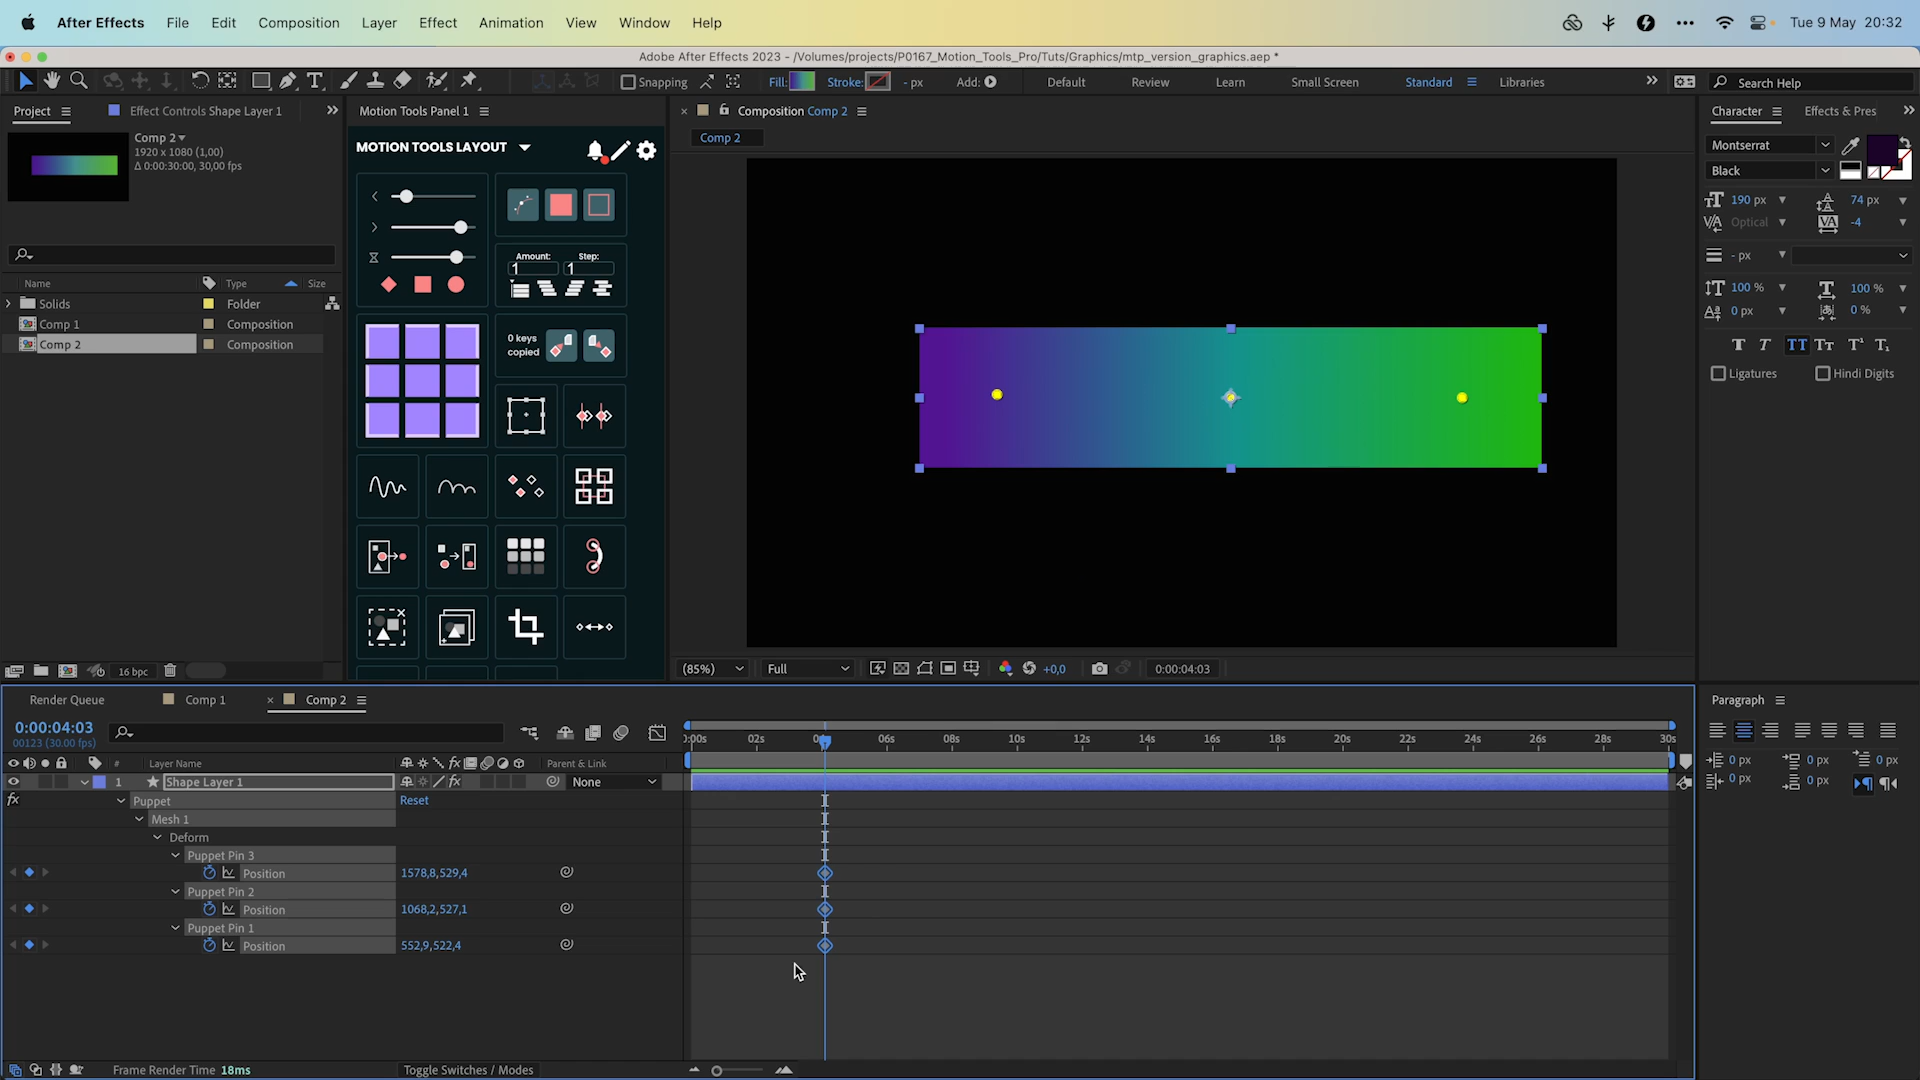 After Effects File Edit Composition Layer Effect Animation View Window Help Tue 9 May 20:32
Adobe After Effects 2023 - /Volumes/projects/P0167_Motion_Tools_Pro/Tuts/Graphics/mtp_version_graphics.aep *
Snapping Fill: Stroke: - px Add: Default Review Learn Small Screen Standard Libraries Search Help
Project Effect Controls Shape Layer 1
Comp 2
1920 x 1080 (1,00)
Δ 0:00:30:00, 30,00 fps
Name Type Size
Solids Folder
Comp 1 Composition
Comp 2 Composition
16 bpc
Motion Tools Panel 1
MOTION TOOLS LAYOUT
Amount: Step:
1 1
0 keys
copied
Composition Comp 2
Comp 2
(85%) Full +0,0 0:00:04:03
Character Effects & Pres
Montserrat
Black
190 px 74 px
Optical -4
- px
100 % 100 %
0 px 0 %
Ligatures Hindi Digits
Render Queue Comp 1 Comp 2
0:00:04:03
00123 (30.00 fps)
# Layer Name Parent & Link
1 Shape Layer 1 None
Puppet Reset
Mesh 1
Deform
Puppet Pin 3
Position 1578,8,529,4
Puppet Pin 2
Position 1068,2,527,1
Puppet Pin 1
Position 552,9,522,4
Frame Render Time 18ms Toggle Switches / Modes
02s 06s 08s 10s 12s 14s 16s 18s 20s 22s 24s 26s 28s 30s
Paragraph
0 px 0 px 0 px
0 px 0 px